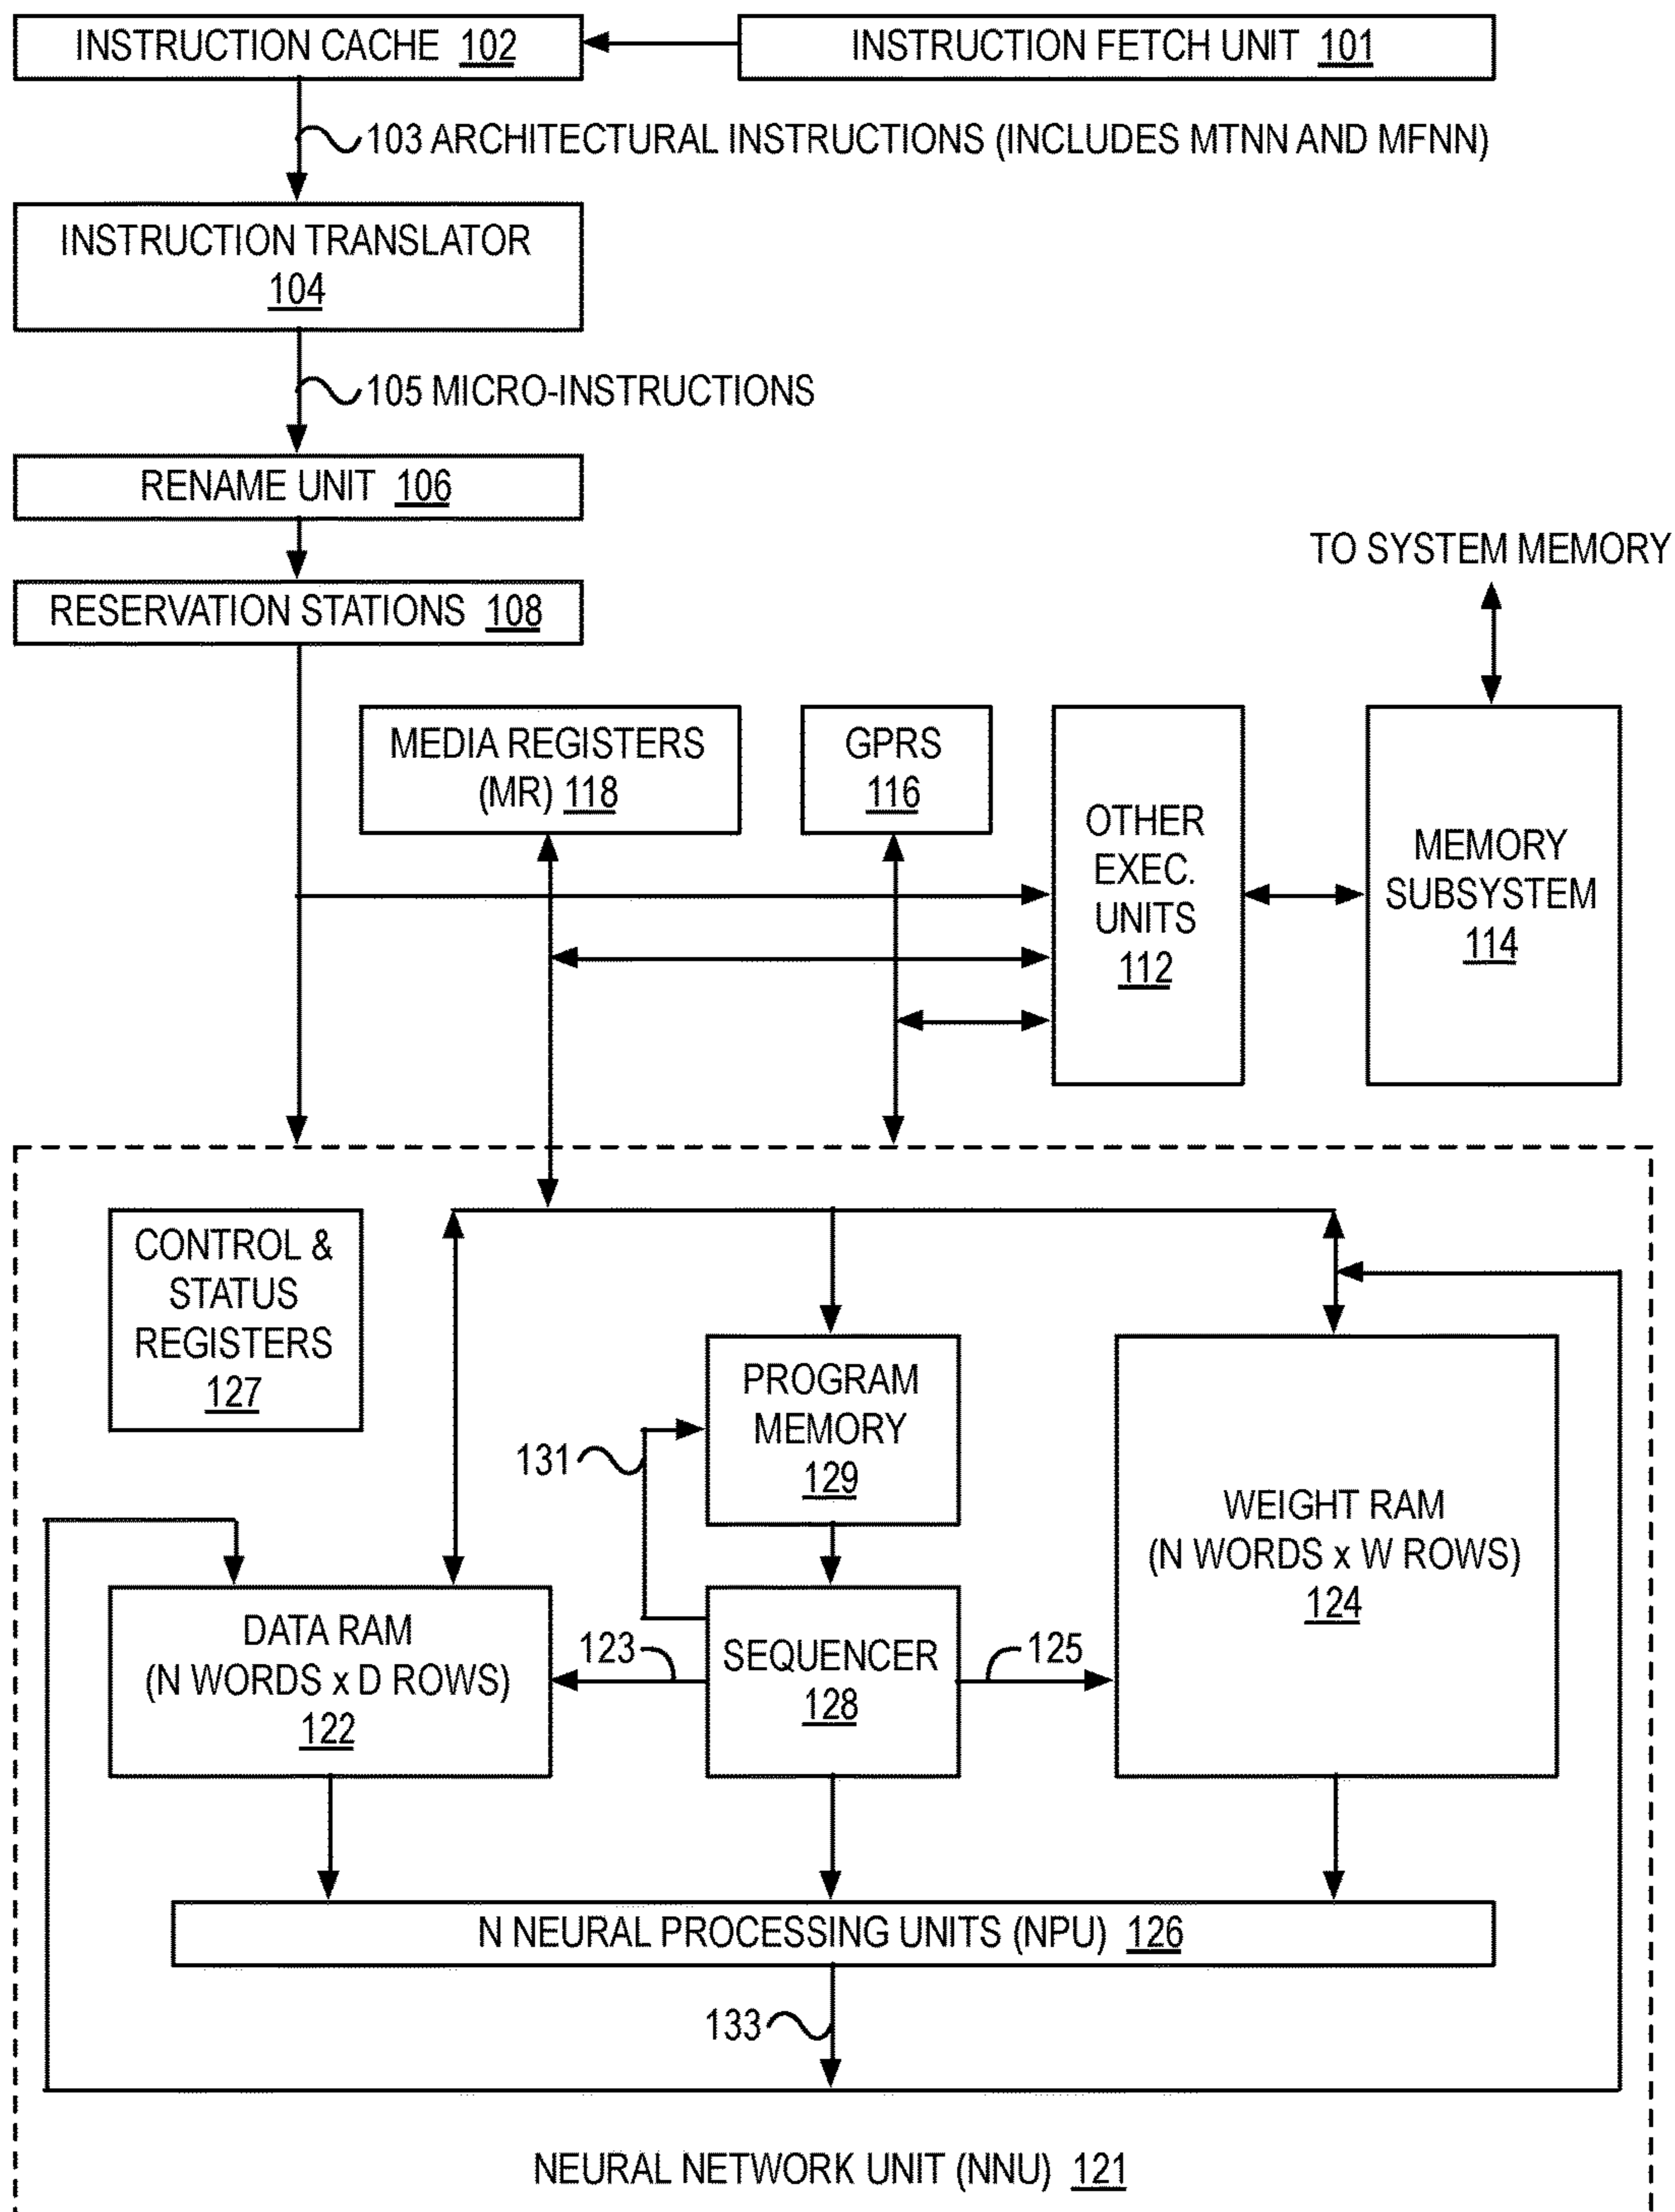 INSTRUCTION CACHE 102
INSTRUCTION FETCH UNIT 101
103 ARCHITECTURAL INSTRUCTIONS (INCLUDES MTNN AND MFNN)
INSTRUCTION TRANSLATOR
104
105 MICRO-INSTRUCTIONS
RENAME UNIT 106
TO SYSTEM MEMORY
RESERVATION STATIONS 108
MEDIA REGISTERS
(MR) 118
GPRS
116
OTHER
EXEC.
UNITS
112
MEMORY
SUBSYSTEM
114
CONTROL &
STATUS
REGISTERS
127
PROGRAM
MEMORY
129
131
WEIGHT RAM
(N WORDS x W ROWS)
124
DATA RAM
(N WORDS x D ROWS)
122
123
SEQUENCER
128
125
N NEURAL PROCESSING UNITS (NPU) 126
133
NEURAL NETWORK UNIT (NNU) 121